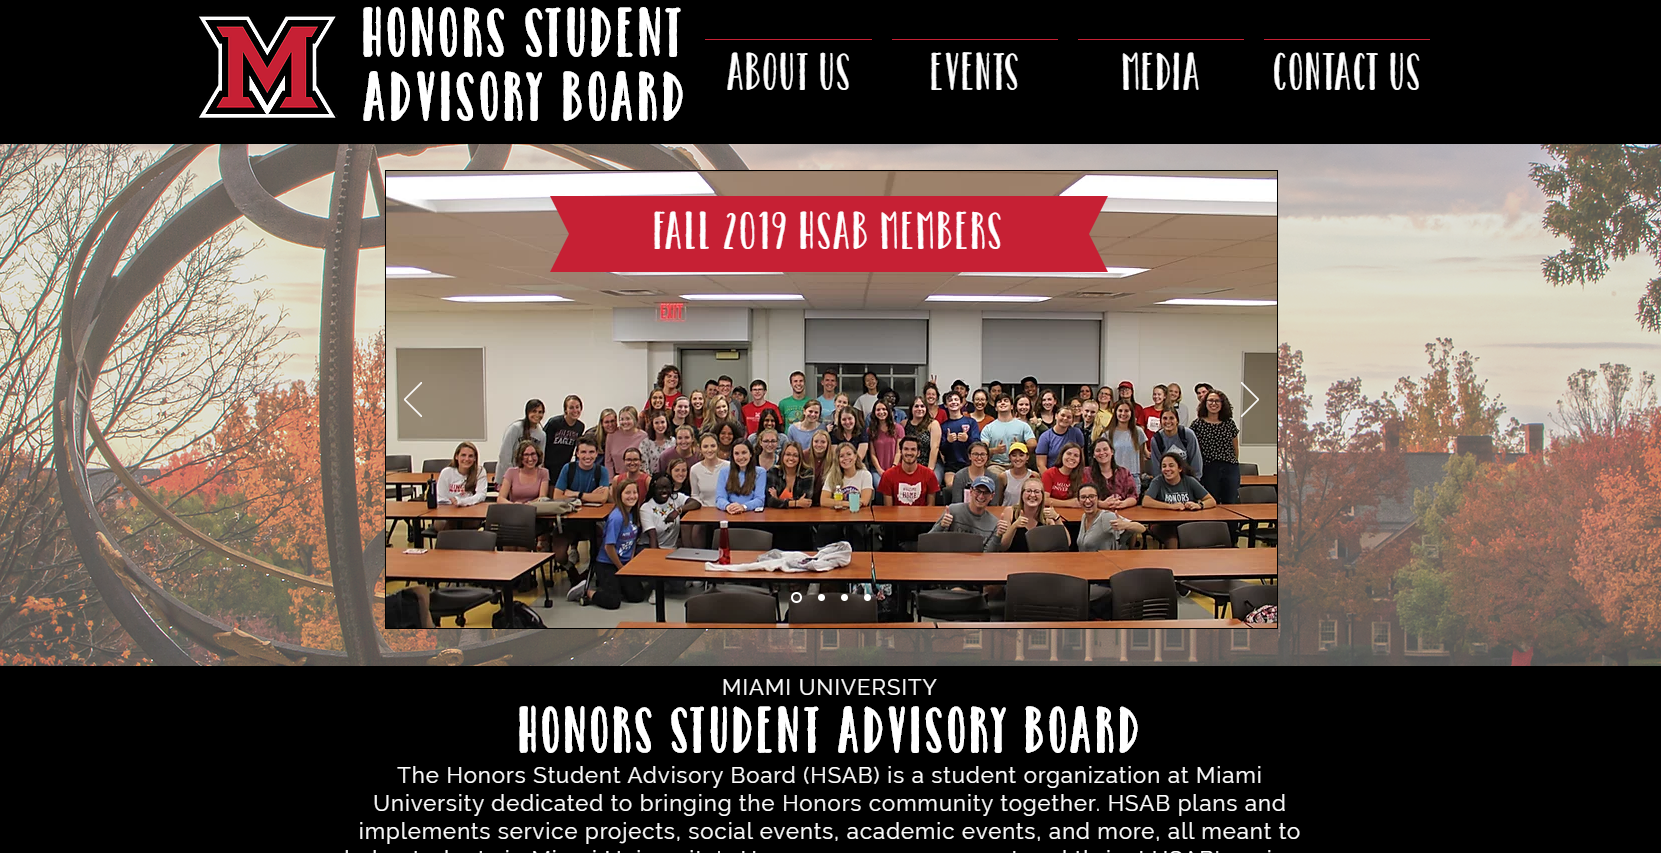 HONORS STUDENT
ADVISORY BOARD
ABOUT US
EVENTS
MEDIA
CONTACT US
FALL 2019 HSAB MEMBERS
EXIT
HONORS
MIAMI UNIVERSITY
HONORS STUDENT ADVISORY BOARD
The Honors Student Advisory Board (HSAB) is a student organization at Miami
University dedicated to bringing the Honors community together. HSAB plans and
implements service projects, social events, academic events, and more, all meant to